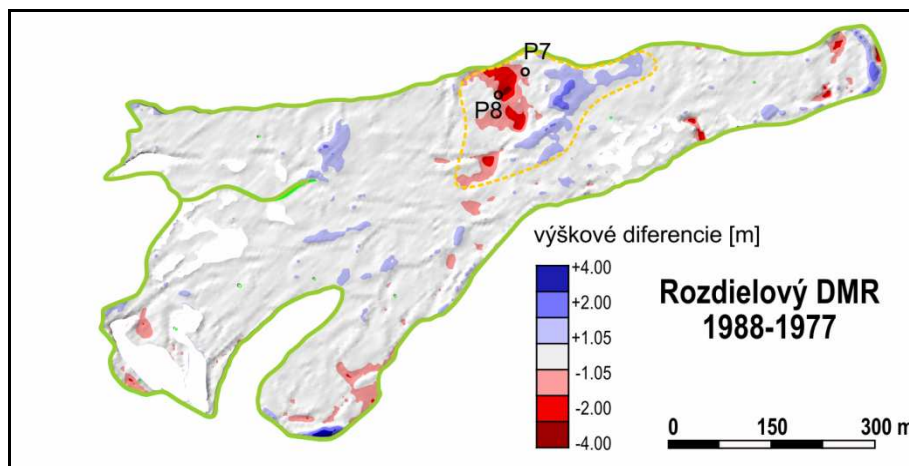 P7
P8
výškové diferencie [m]
+4.00
+2.00
+1.05
-1.05
-2.00
-4.00
Rozdielový DMR
1988-1977
0 150 300 m